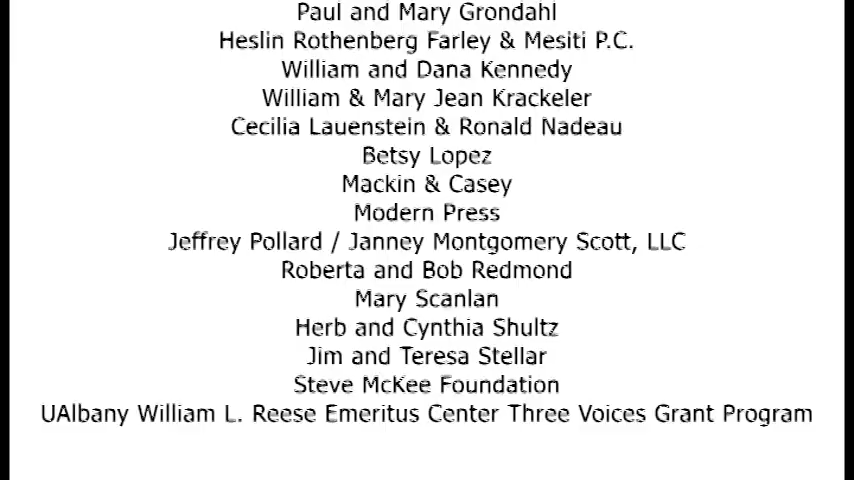 Paul and Mary Grondahl
Heslin Rothenberg Farley & Mesiti P.C.
William and Dana Kennedy
William & Mary Jean Krackeler
Cecilia Lauenstein & Ronald Nadeau
Betsy Lopez
Mackin & Casey
Modern Press
Jeffrey Pollard / Janney Montgomery Scott, LLC
Roberta and Bob Redmond
Mary Scanlan
Herb and Cynthia Shultz
Jim and Teresa Stellar
Steve McKee Foundation
UAlbany William L. Reese Emeritus Center Three Voices Grant Program